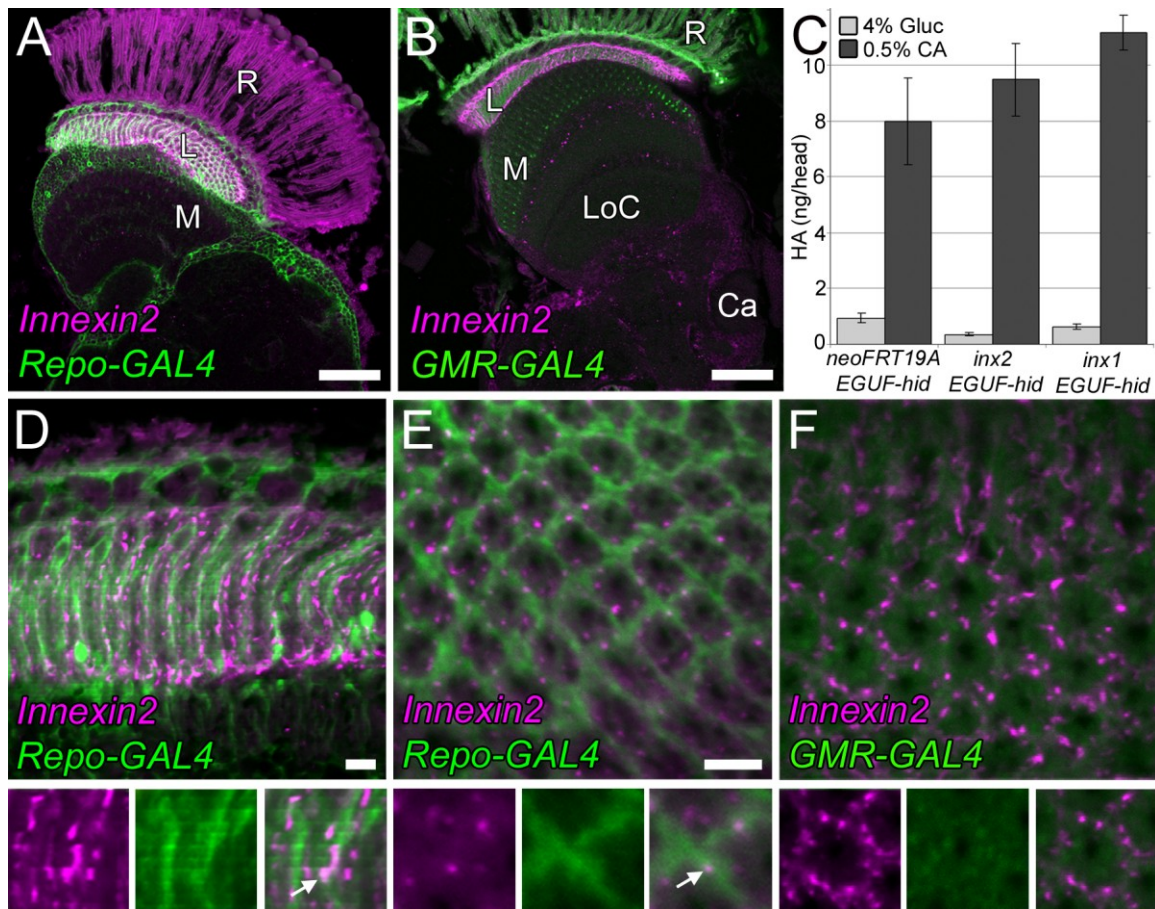 A
R
L
M
Innexin2
Repo-GAL4
B
R
L
M
LoC
Ca
Innexin2
GMR-GAL4
C
4% Gluc
0.5% CA
HA (ng/head)
10
8
6
4
2
0
neoFRT19A inx2 inx1
EGUF-hid EGUF-hid EGUF-hid
D
Innexin2
Repo-GAL4
E
Innexin2
Repo-GAL4
F
Innexin2
GMR-GAL4